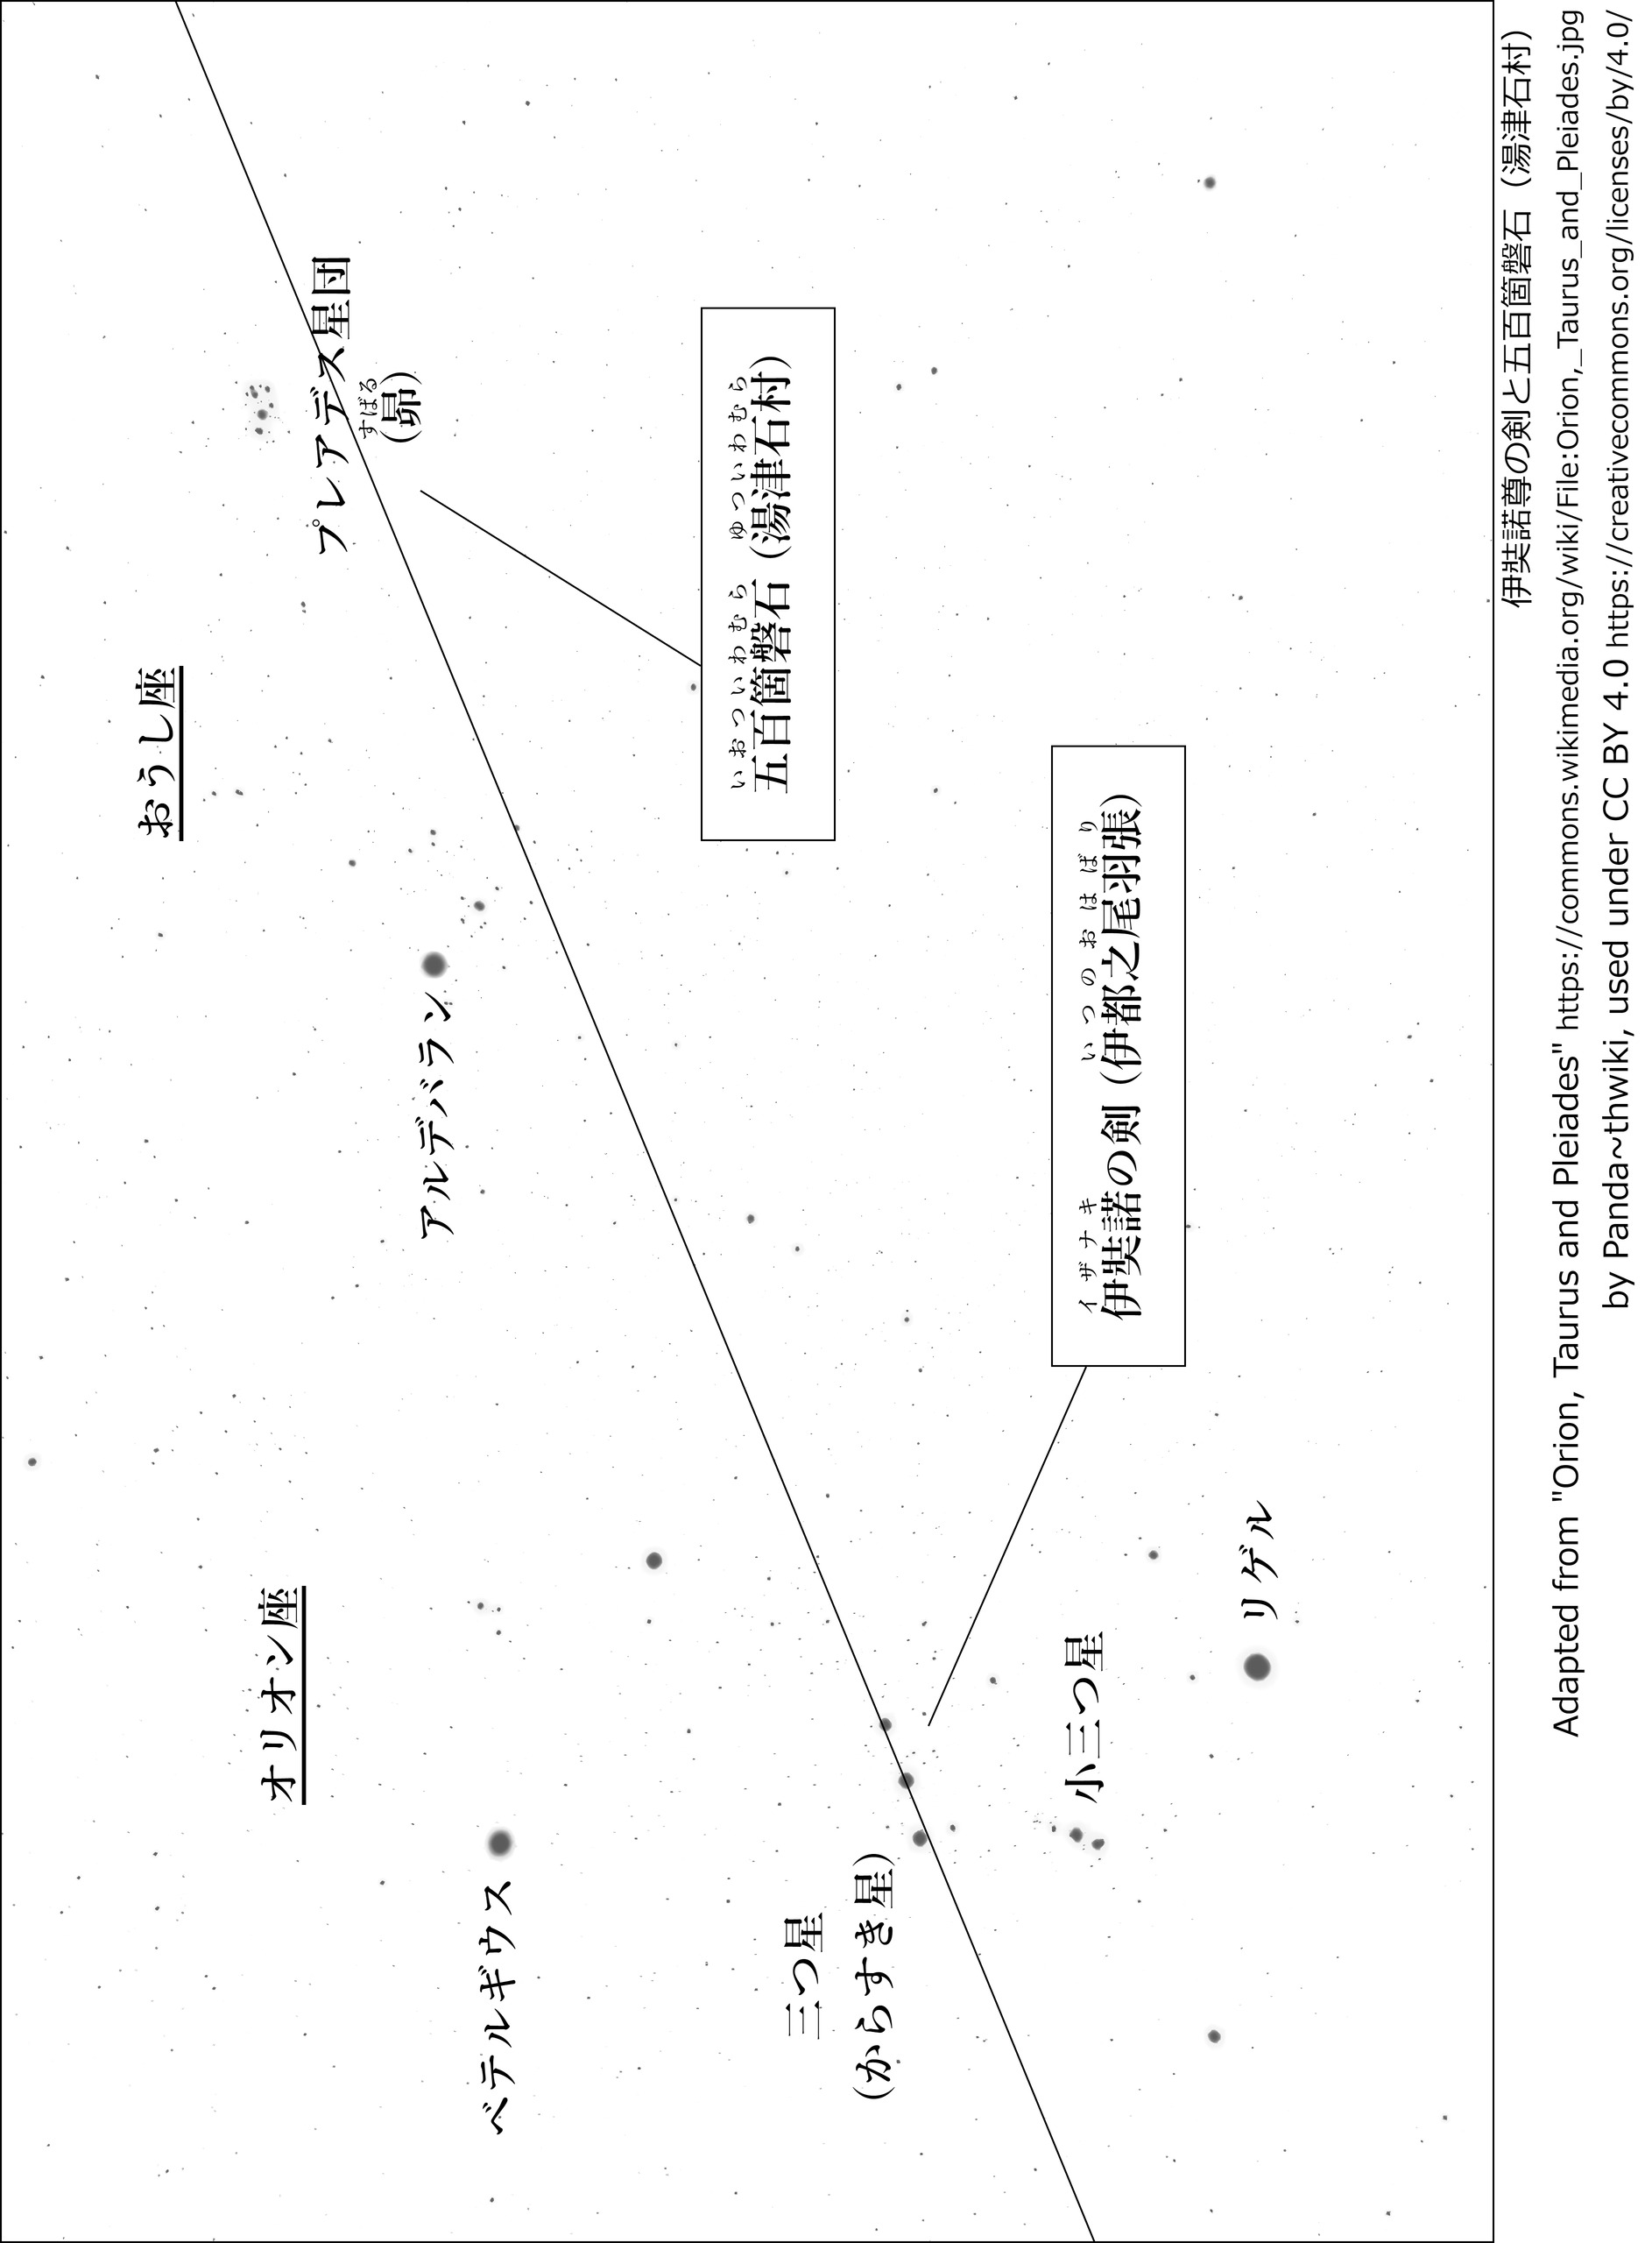 おうし座
プレアデス星団
すばる
(昴)
アルデバラン
いおついわむら ゆついわむら
五百箇磐石 (湯津石村)
オリオン座
イザナキ いつのおはばり
伊奘諾の剣 (伊都之尾羽張)
ベテルギウス
三つ星
(からすき星)
小三つ星
リゲル
伊奘諾尊の剣と五百箇磐石（湯津石村）
Adapted from "Orion, Taurus and Pleiades" https://commons.wikimedia.org/wiki/File:Orion,_Taurus_and_Pleiades.jpg
by Panda~thwiki, used under CC BY 4.0 https://creativecommons.org/licenses/by/4.0/